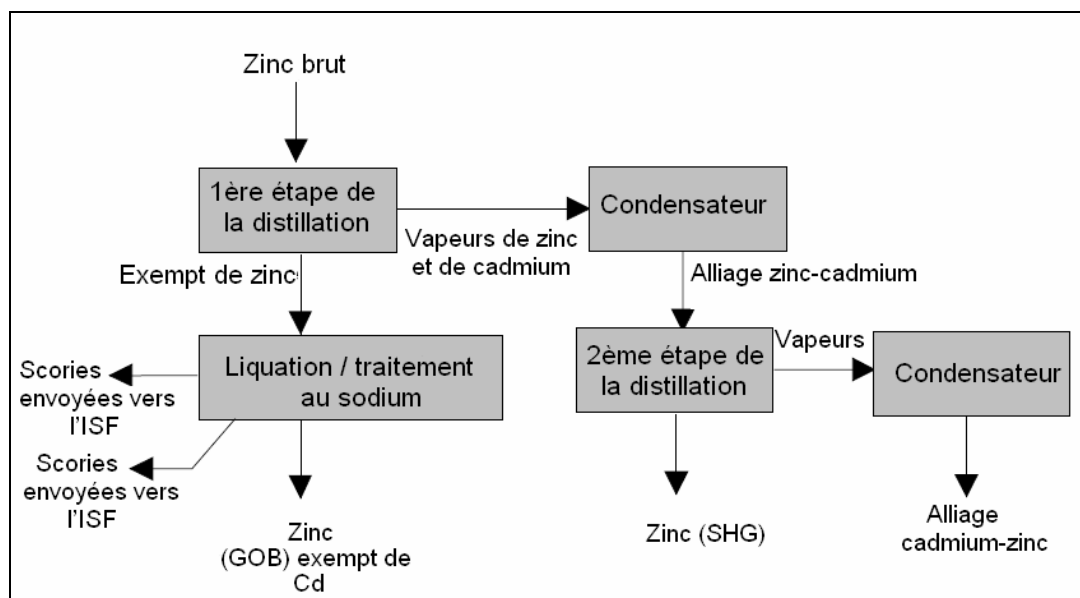 Zinc brut
1ère étape de
la distillation
Condensateur
Vapeurs de zinc
et de cadmium
Exempt de zinc
Alliage zinc-cadmium
Liquation / traitement
au sodium
2ème étape de
la distillation
Vapeurs
Condensateur
Scories
envoyées vers
l'ISF
Scories
envoyées vers
l'ISF
Zinc
(GOB) exempt de
Cd
Zinc (SHG)
Alliage
cadmium-zinc